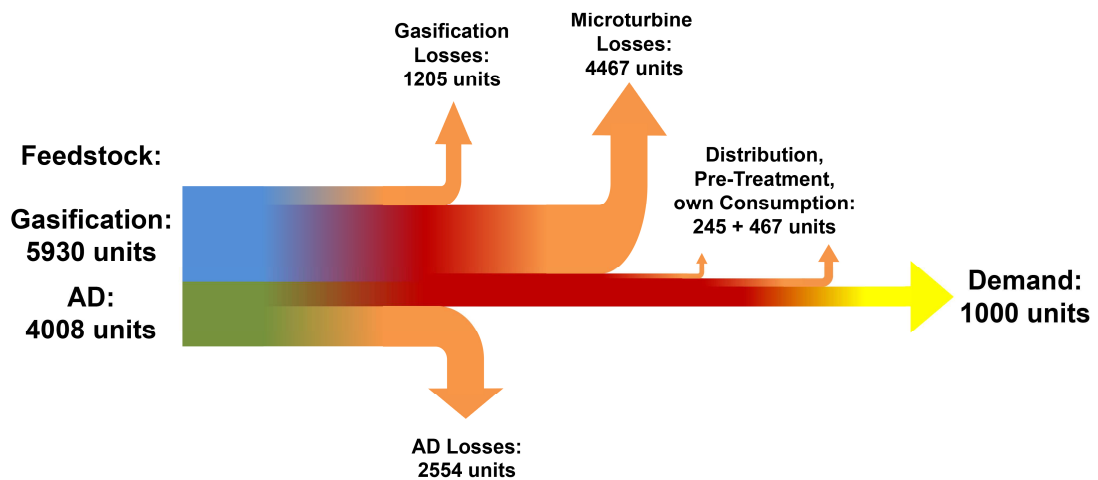 Gasification
Losses:
1205 units
Microturbine
Losses:
4467 units
Feedstock:
Distribution,
Pre-Treatment,
own Consumption:
245 + 467 units
Gasification:
5930 units
AD:
4008 units
Demand:
1000 units
AD Losses:
2554 units